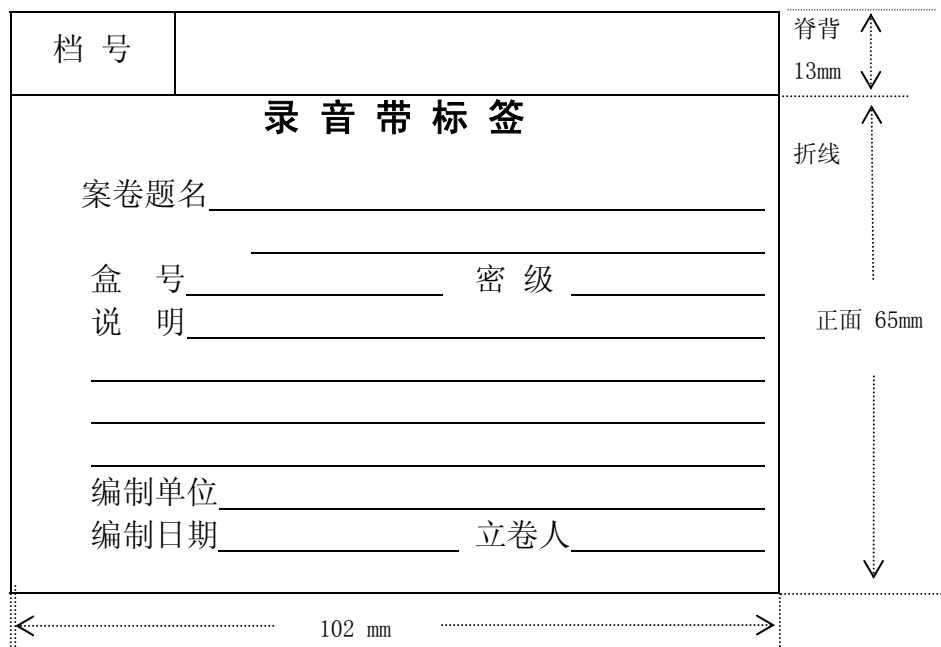 档 号
脊背
13mm
录 音 带 标 签
折线
案卷题名
盒 号 密 级
说 明
正面 65mm
编制单位
编制日期 立卷人
102 mm